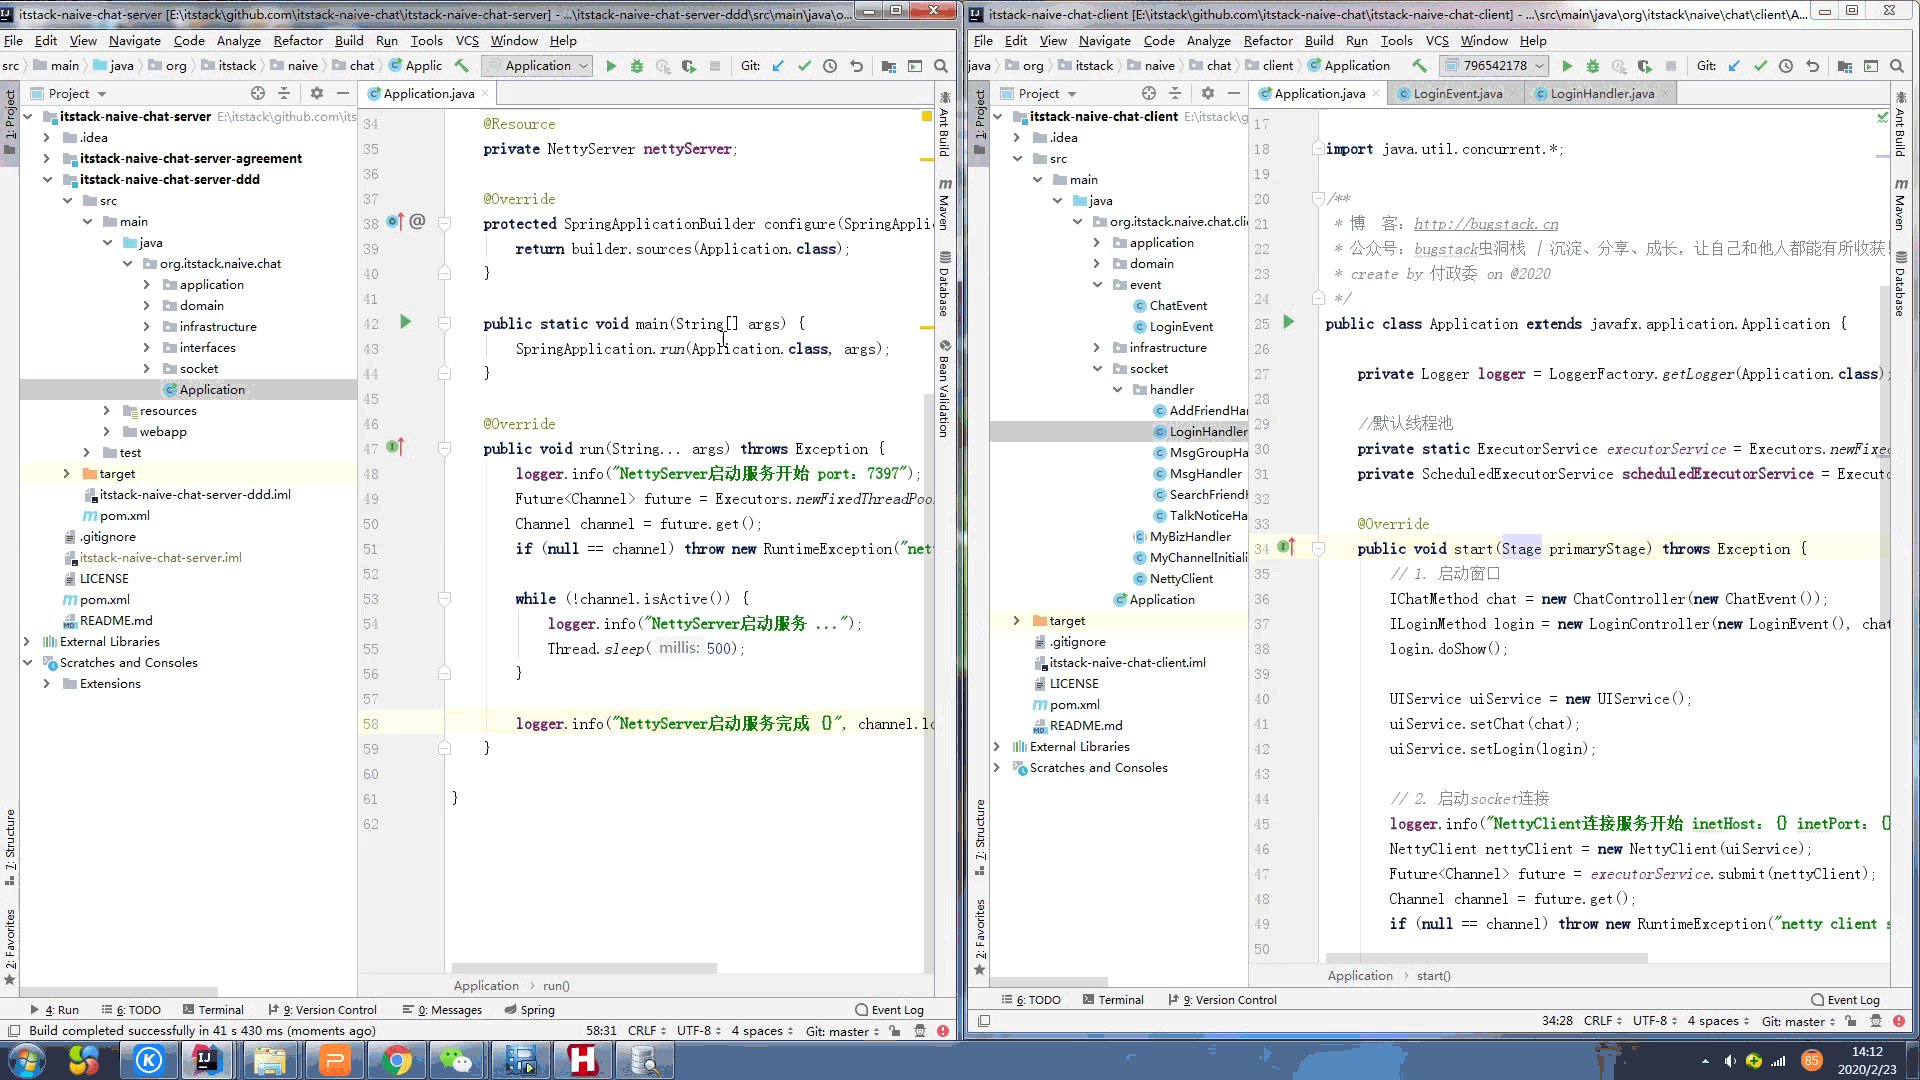 itstack-naive-chat-server [E:\itstack\github.com\itstack-naive-chat\itstack-naive-chat-server] - ...\itstack-naive-chat-server-ddd\src\main\java\o...
File Edit View Navigate Code Analyze Refactor Build Run Tools VCS Window Help
src main java org itstack naive chat Applic Application Git:
Project
Application.java
1: Project
7: Structure
2: Favorites
itstack-naive-chat-server E:\itstack\github.com\its
.idea
itstack-naive-chat-server-agreement
itstack-naive-chat-server-ddd
src
main
java
org.itstack.naive.chat
application
domain
infrastructure
interfaces
socket
Application
resources
webapp
test
target
itstack-naive-chat-server-ddd.iml
pom.xml
.gitignore
itstack-naive-chat-server.iml
LICENSE
pom.xml
README.md
External Libraries
Scratches and Consoles
Extensions
34 @Resource
35 private NettyServer nettyServer;
36
37 @Override
38 @ protected SpringApplicationBuilder configure(SpringAppli
39 return builder.sources(Application.class);
40 }
41
42 public static void main(String[] args) {
43 SpringApplication.run(Application.class, args);
44 }
45
46 @Override
47 public void run(String... args) throws Exception {
48 logger.info("NettyServer启动服务开始 port：7397");
49 Future<Channel> future = Executors.newFixedThreadPoo
50 Channel channel = future.get();
51 if (null == channel) throw new RuntimeException("net
52
53 while (!channel.isActive()) {
54 logger.info("NettyServer启动服务 ...");
55 Thread.sleep( millis: 500);
56 }
57
58 logger.info("NettyServer启动服务完成 {}", channel.lo
59 }
60
61 }
62
Application › run()
Ant Build
Maven
Database
Bean Validation
4: Run 6: TODO Terminal 9: Version Control 0: Messages Spring Event Log
Build completed successfully in 41 s 430 ms (moments ago) 58:31 CRLF UTF-8 4 spaces Git: master
itstack-naive-chat-client [E:\itstack\github.com\itstack-naive-chat\itstack-naive-chat-client] - ...\src\main\java\org\itstack\naive\chat\client\A...
File Edit View Navigate Code Analyze Refactor Build Run Tools VCS Window Help
java org itstack naive chat client Application 796542178 Git:
Project
Application.java LoginEvent.java LoginHandler.java
1: Project
7: Structure
2: Favorites
itstack-naive-chat-client E:\itstack\g
.idea
src
main
java
org.itstack.naive.chat.clie
application
domain
event
ChatEvent
LoginEvent
infrastructure
socket
handler
AddFriendHan
LoginHandler
MsgGroupHa
MsgHandler
SearchFriendH
TalkNoticeHa
MyBizHandler
MyChannelInitiali
NettyClient
Application
target
.gitignore
itstack-naive-chat-client.iml
LICENSE
pom.xml
README.md
External Libraries
Scratches and Consoles
17
18 import java.util.concurrent.*;
19
20 /**
21 * 博 客：http://bugstack.cn
22 * 公众号：bugstack虫洞栈 | 沉淀、分享、成长，让自己和他人都能有所收获！
23 * create by 付政委 on @2020
24 */
25 public class Application extends javafx.application.Application {
26
27 private Logger logger = LoggerFactory.getLogger(Application.class);
28
29 //默认线程池
30 private static ExecutorService executorService = Executors.newFixed
31 private ScheduledExecutorService scheduledExecutorService = Executo
32
33 @Override
34 public void start(Stage primaryStage) throws Exception {
35 // 1. 启动窗口
36 IChatMethod chat = new ChatController(new ChatEvent());
37 ILoginMethod login = new LoginController(new LoginEvent(), chat
38 login.doShow();
39
40 UIService uiService = new UIService();
41 uiService.setChat(chat);
42 uiService.setLogin(login);
43
44 // 2. 启动socket连接
45 logger.info("NettyClient连接服务开始 inetHost：{} inetPort：{}
46 NettyClient nettyClient = new NettyClient(uiService);
47 Future<Channel> future = executorService.submit(nettyClient);
48 Channel channel = future.get();
49 if (null == channel) throw new RuntimeException("netty client s
50
Application › start()
Ant Build
Maven
Database
6: TODO Terminal 9: Version Control Event Log
34:28 CRLF UTF-8 4 spaces Git: master
85
14:12
2020/2/23